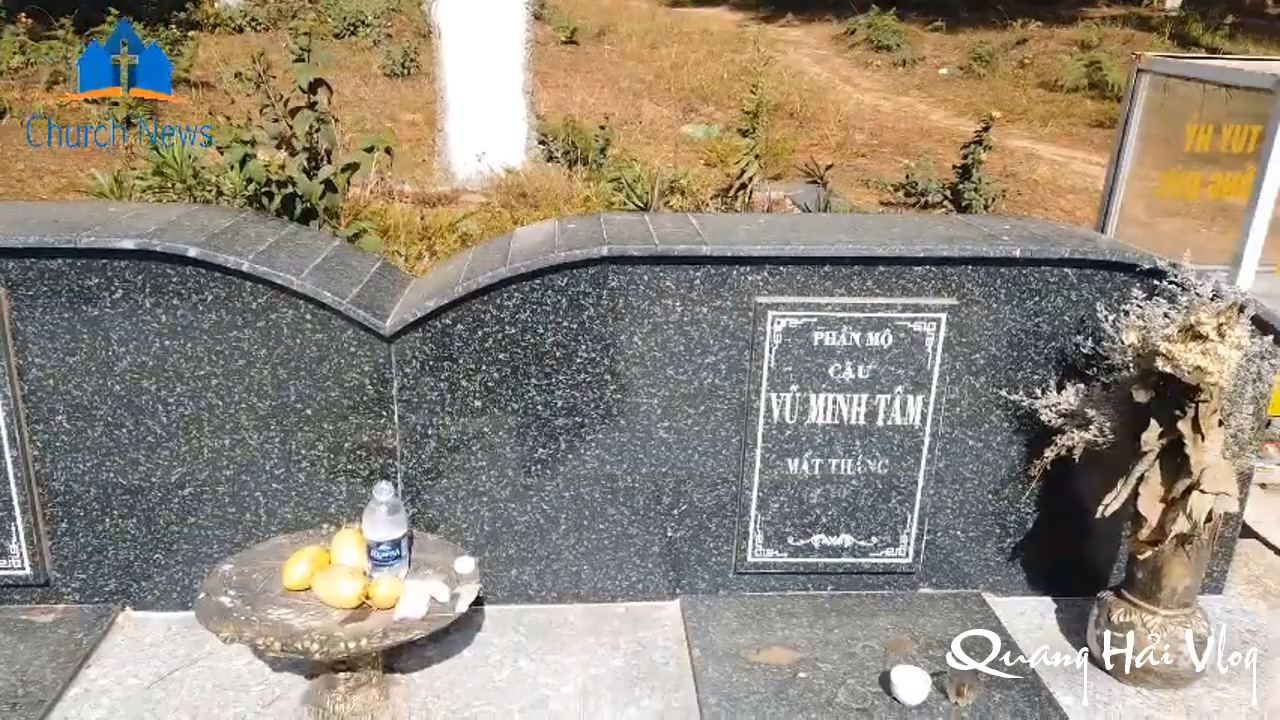 Church News
PHẦN MỘ
CẬU
VŨ MINH TÂM
MẤT THÁNG
Quang Hải Vlog